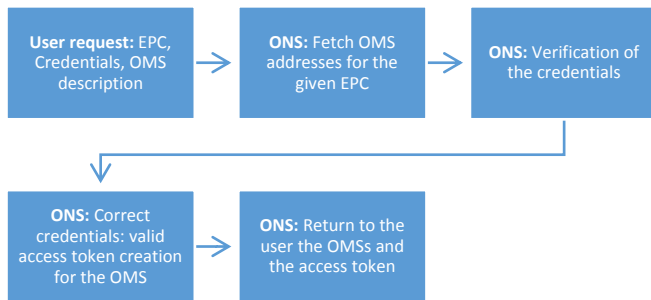 User request: EPC,
Credentials, OMS
description
ONS: Fetch OMS
addresses for the
given EPC
ONS: Verification of
the credentials
ONS: Correct
credentials: valid
access token creation
for the OMS
ONS: Return to the
user the OMSs and
the access token